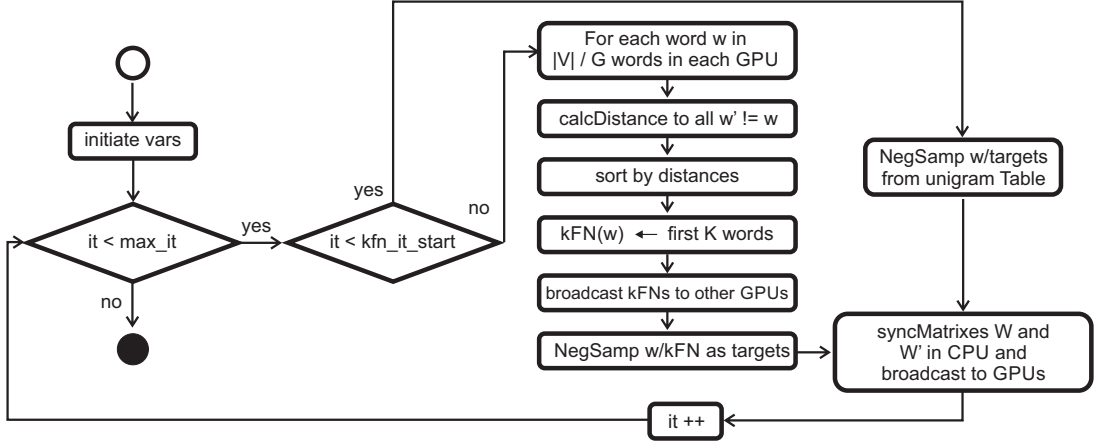 initiate vars
it < max_it
yes
no
it < kfn_it_start
yes
no
For each word w in
|V| / G words in each GPU
calcDistance to all w' != w
sort by distances
kFN(w) ← first K words
broadcast kFNs to other GPUs
NegSamp w/kFN as targets
NegSamp w/targets
from unigram Table
syncMatrixes W and
W' in CPU and
broadcast to GPUs
it ++